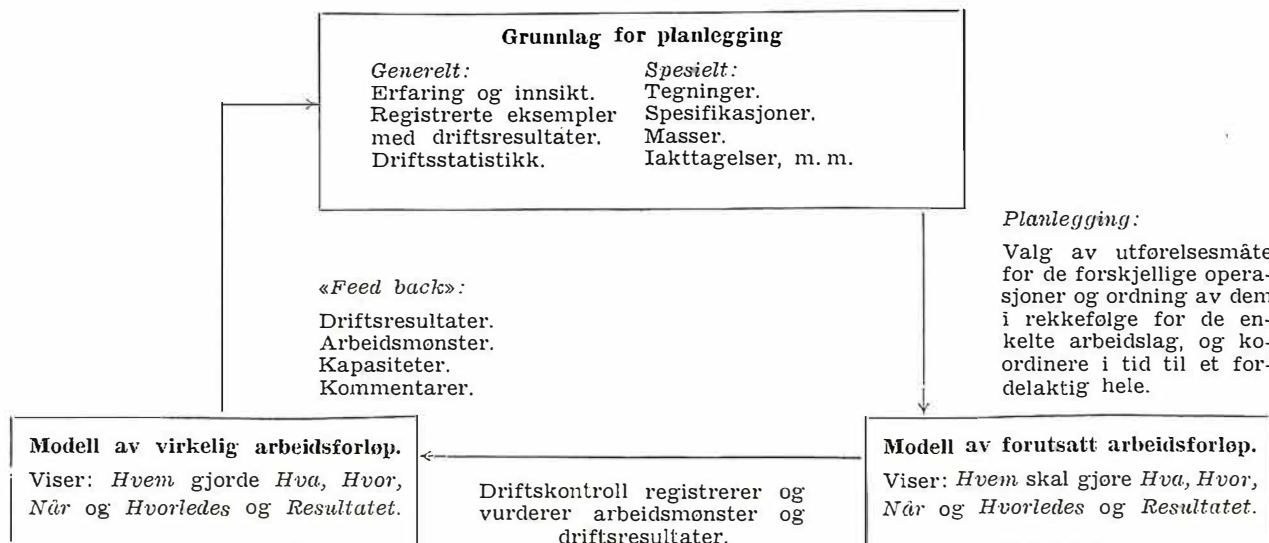 Grunnlag for planlegging
Generelt:
Erfaring og innsikt.
Registrerte eksempler
med driftsresultater.
Driftsstatistikk.
Spesielt:
Tegninger.
Spesifikasjoner.
Masser.
Iakttagelser, m. m.
Planlegging:
Valg av utførelsesmåte
for de forskjellige opera-
sjoner og ordning av dem
i rekkefølge for de en-
kelte arbeidslag, og ko-
ordinere i tid til et for-
delaktig hele.
«Feed back»:
Driftsresultater.
Arbeidsmønster.
Kapasiteter.
Kommentarer.
Modell av virkelig arbeidsforløp.
Viser: Hvem gjorde Hva, Hvor,
Når og Hvorledes og Resultatet.
Driftskontroll registrerer og
vurderer arbeidsmønster og
driftsresultater.
Modell av forutsatt arbeidsforløp.
Viser: Hvem skal gjøre Hva, Hvor,
Når og Hvorledes og Resultatet.